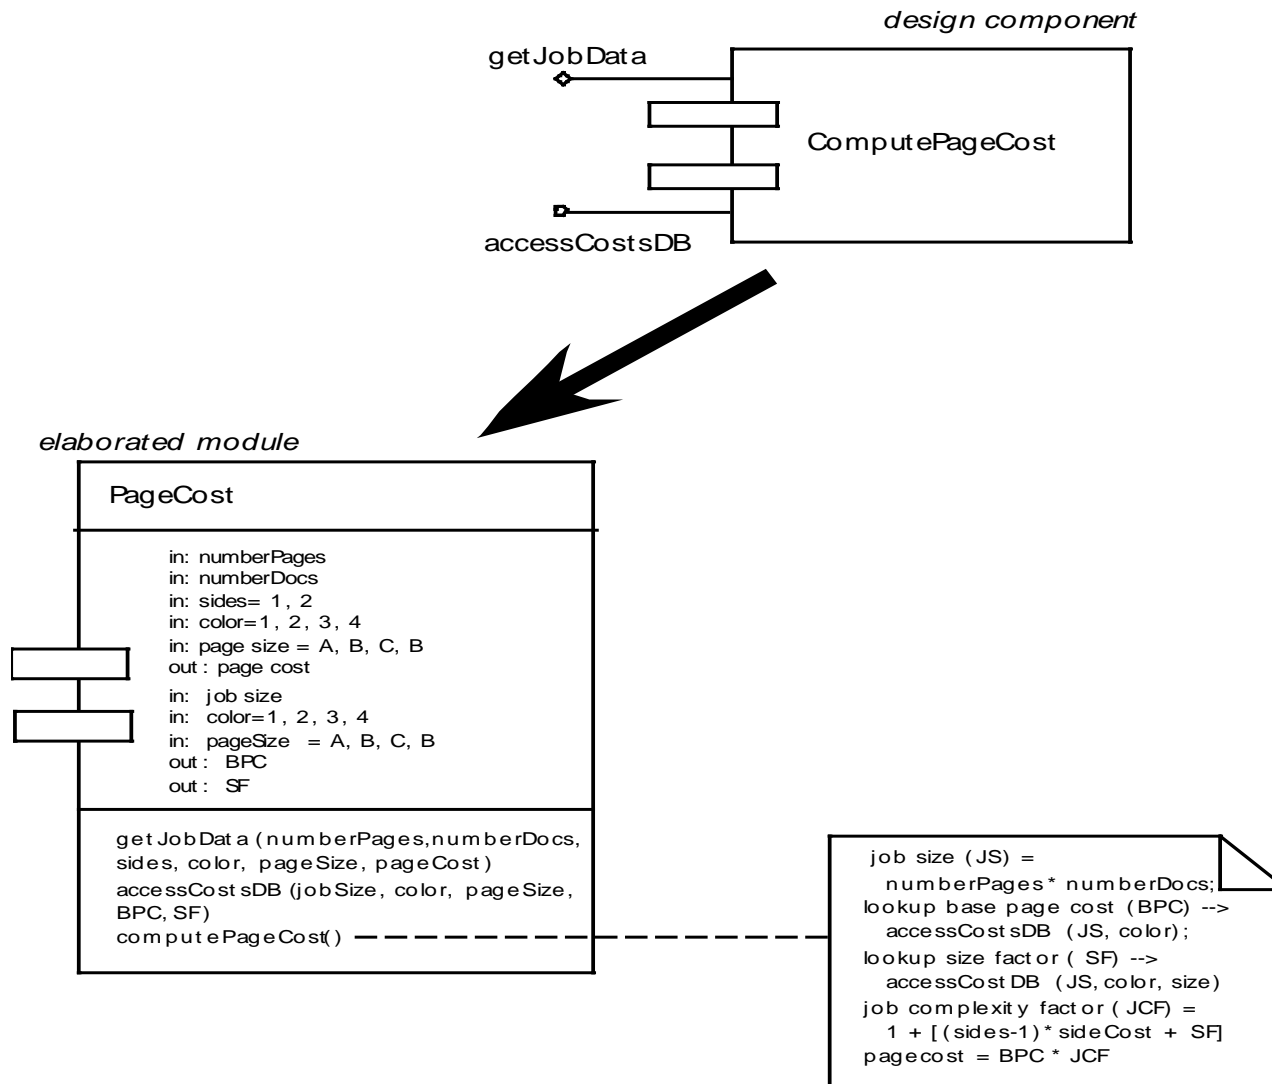 design component
getJobData
ComputePageCost
accessCostsDB
elaborated module
PageCost
in: numberPages
in: numberDocs
in: sides= 1, 2
in: color=1, 2, 3, 4
in: page size = A, B, C, B
out: page cost
in: job size
in: color=1, 2, 3, 4
in: pageSize = A, B, C, B
out: BPC
out: SF
getJobData (numberPages,numberDocs,
sides, color, pageSize, pageCost)
accessCostsDB (jobSize, color, pageSize,
BPC, SF)
computePageCost()
job size (JS) =
numberPages* numberDocs;
lookup base page cost (BPC) -->
accessCostsDB (JS, color);
lookup size factor (SF) -->
accessCostDB (JS, color, size)
job complexity factor (JCF) =
1 + [(sides-1)* sideCost + SF]
pagecost = BPC * JCF